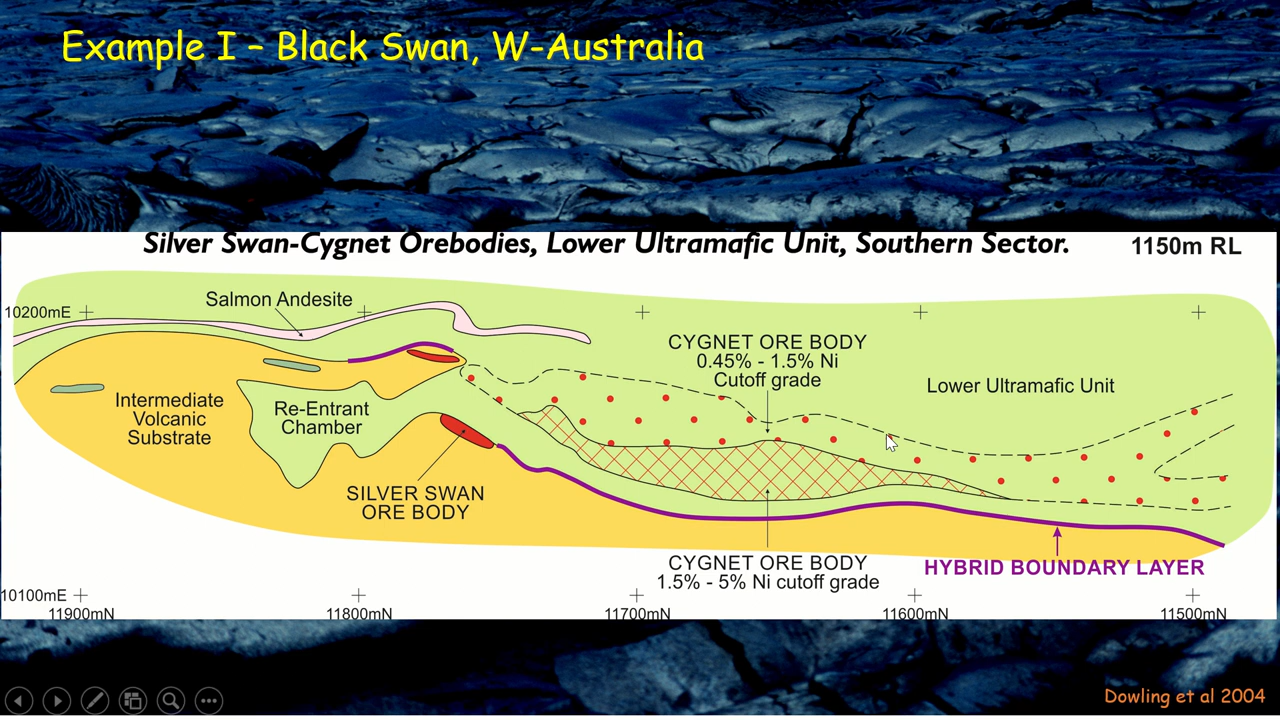 Example I – Black Swan, W-Australia
Silver Swan-Cygnet Orebodies, Lower Ultramafic Unit, Southern Sector.
1150m RL
Salmon Andesite
10200mE
CYGNET ORE BODY
0.45% - 1.5% Ni
Cutoff grade
Lower Ultramafic Unit
Intermediate
Volcanic
Substrate
Re-Entrant
Chamber
SILVER SWAN
ORE BODY
CYGNET ORE BODY
1.5% - 5% Ni cutoff grade
HYBRID BOUNDARY LAYER
10100mE
11900mN
11800mN
11700mN
11600mN
11500mN
Dowling et al 2004